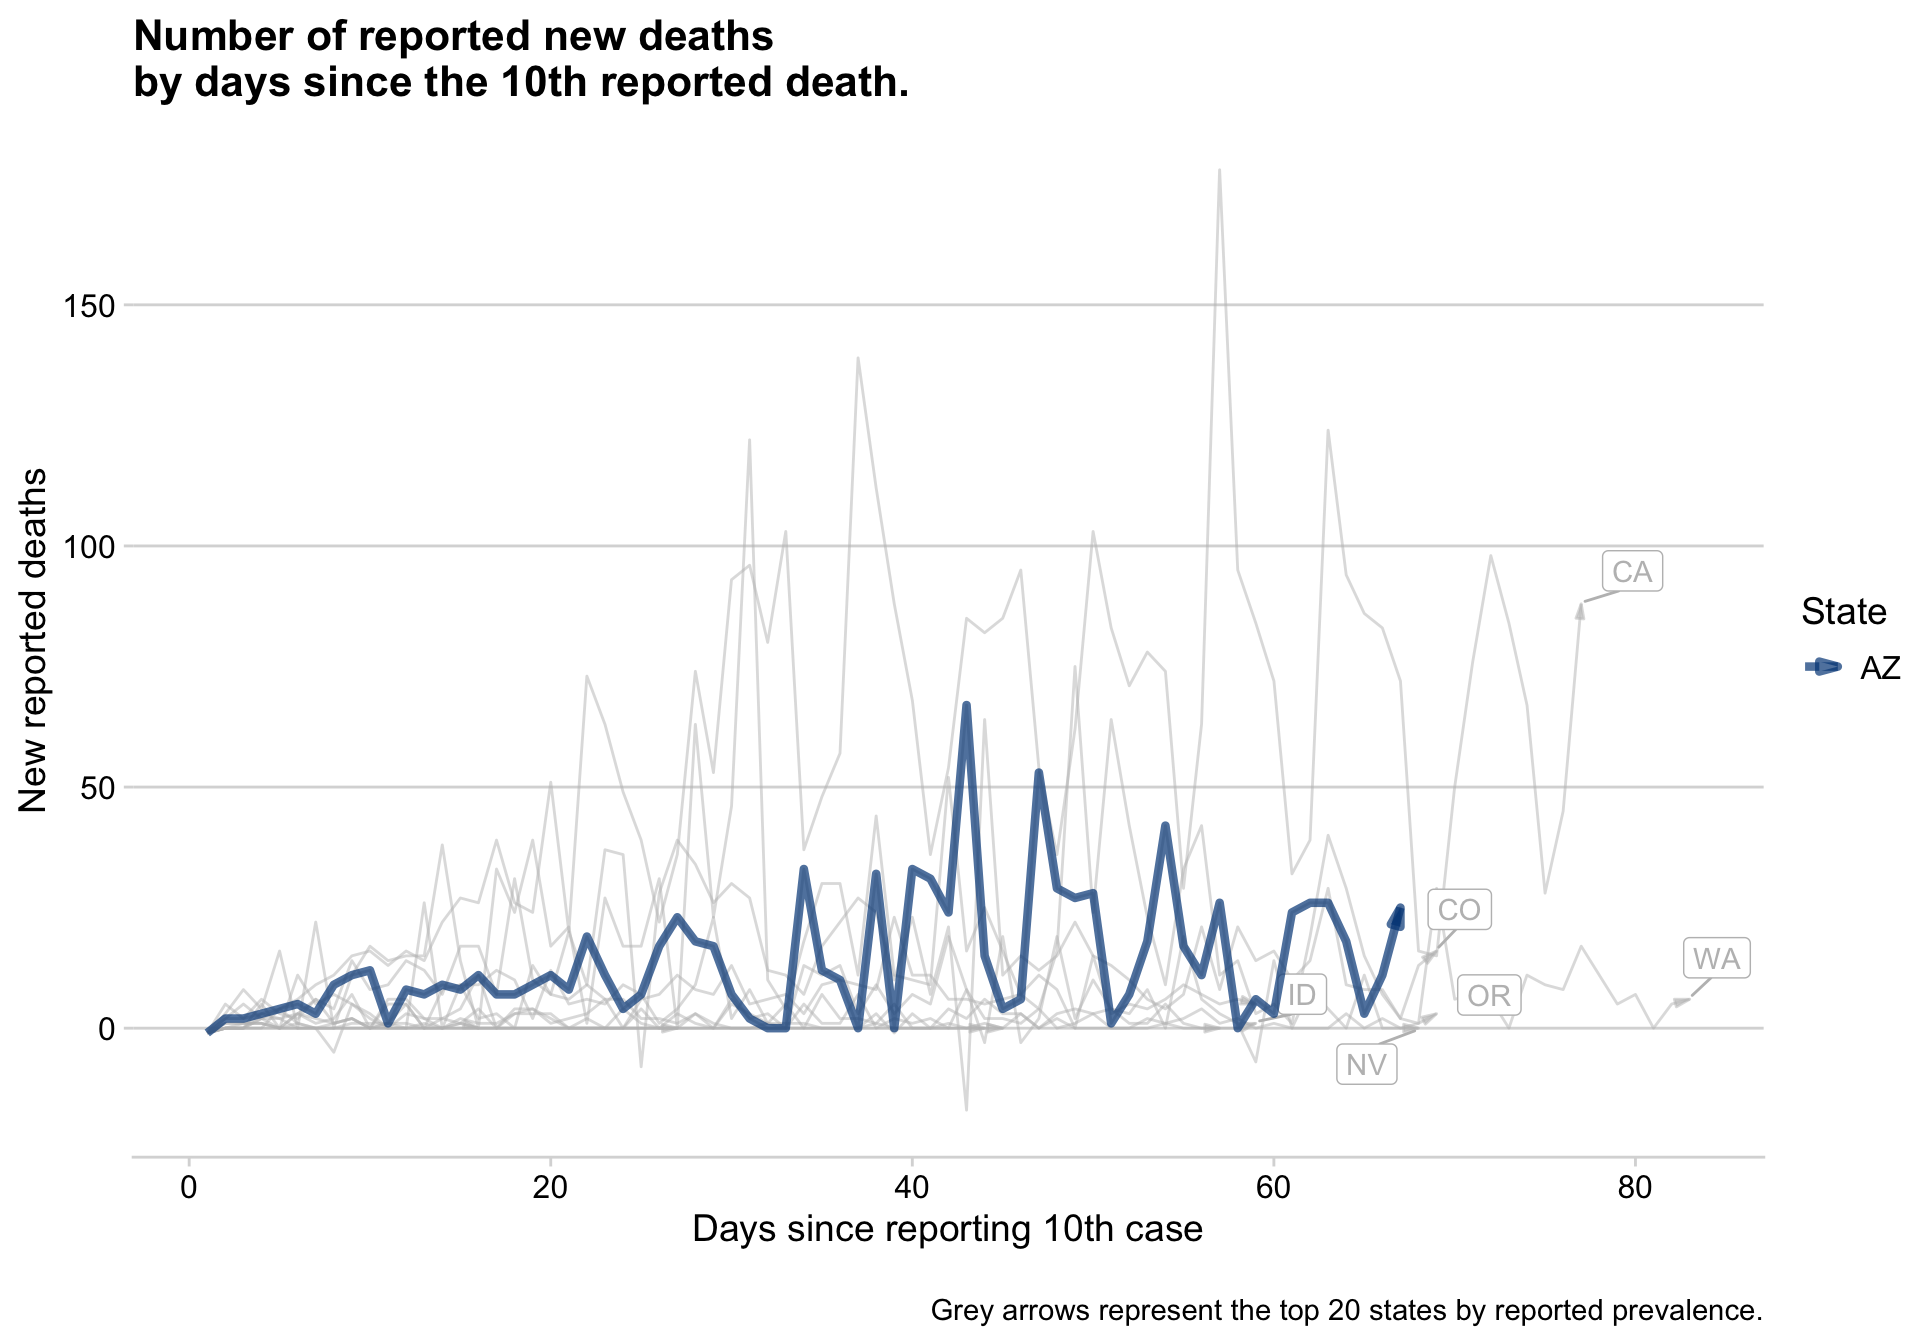 Number of reported new deaths
by days since the 10th reported death.
New reported deaths
150
100
50
0
CA
CO
WA
ID
OR
NV
State
AZ
0
20
40
60
80
Days since reporting 10th case
Grey arrows represent the top 20 states by reported prevalence.